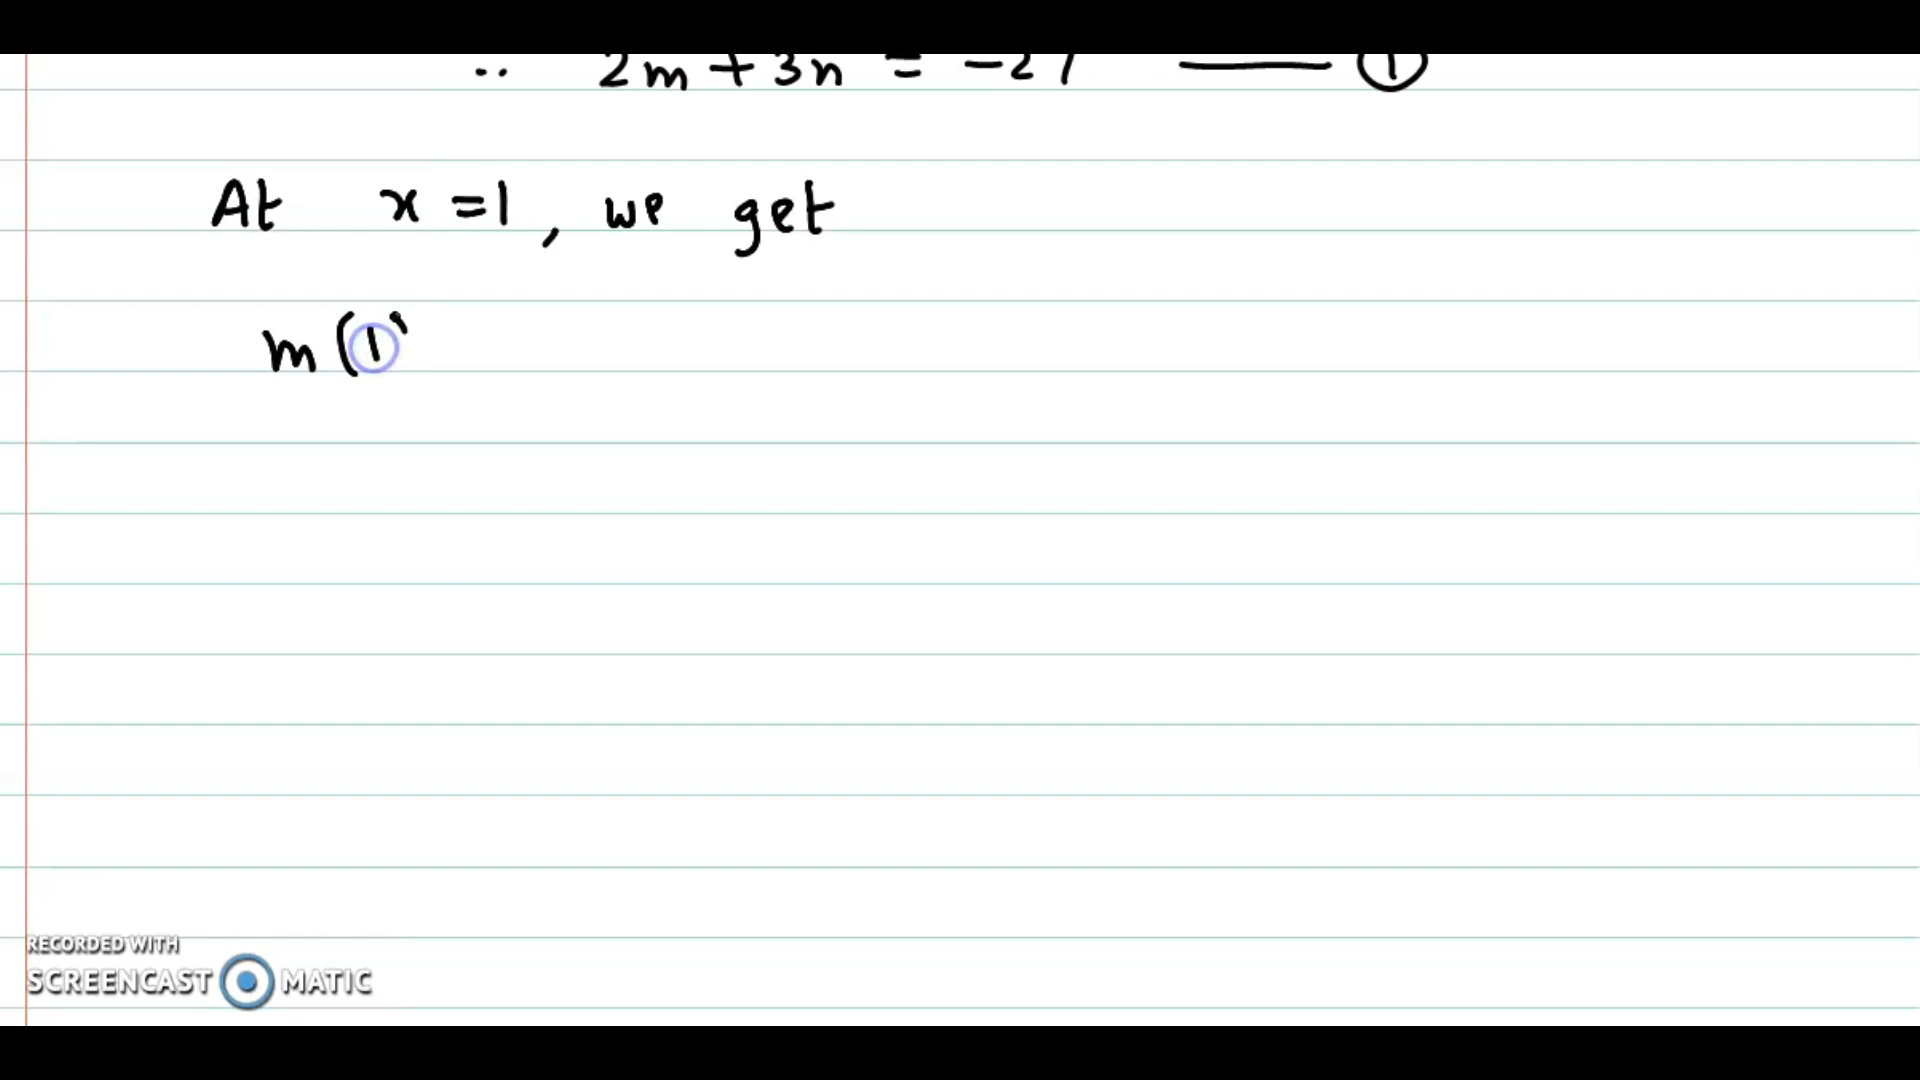 ∴ 2m + 3n = -27 —— ①
At x = 1, we get
m (1)
RECORDED WITH
SCREENCAST MATIC